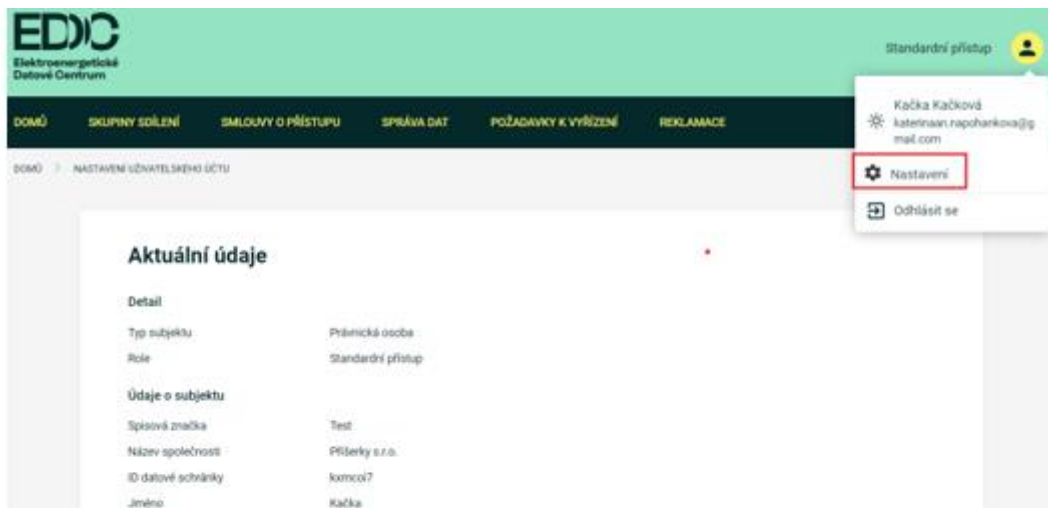 EDC
Elektroenergetické
Datové Centrum
Standardní přístup
DOMŮ SKUPINY SDÍLENÍ SMLOUVY O PŘÍSTUPU SPRÁVA DAT POŽADAVKY K VYŘÍZENÍ REKLAMACE
Kačka Kačková
katerinaan.napohankova@g
mail.com
Nastavení
Odhlásit se
DOMŮ NASTAVENÍ UŽIVATELSKÉHO ÚČTU
Aktuální údaje
Detail
Typ subjektu Právnická osoba
Role Standardní přístup
Údaje o subjektu
Spisová značka Test
Název společnosti Příšerky s.r.o.
ID datové schránky kxmcoi7
Jméno Kačka